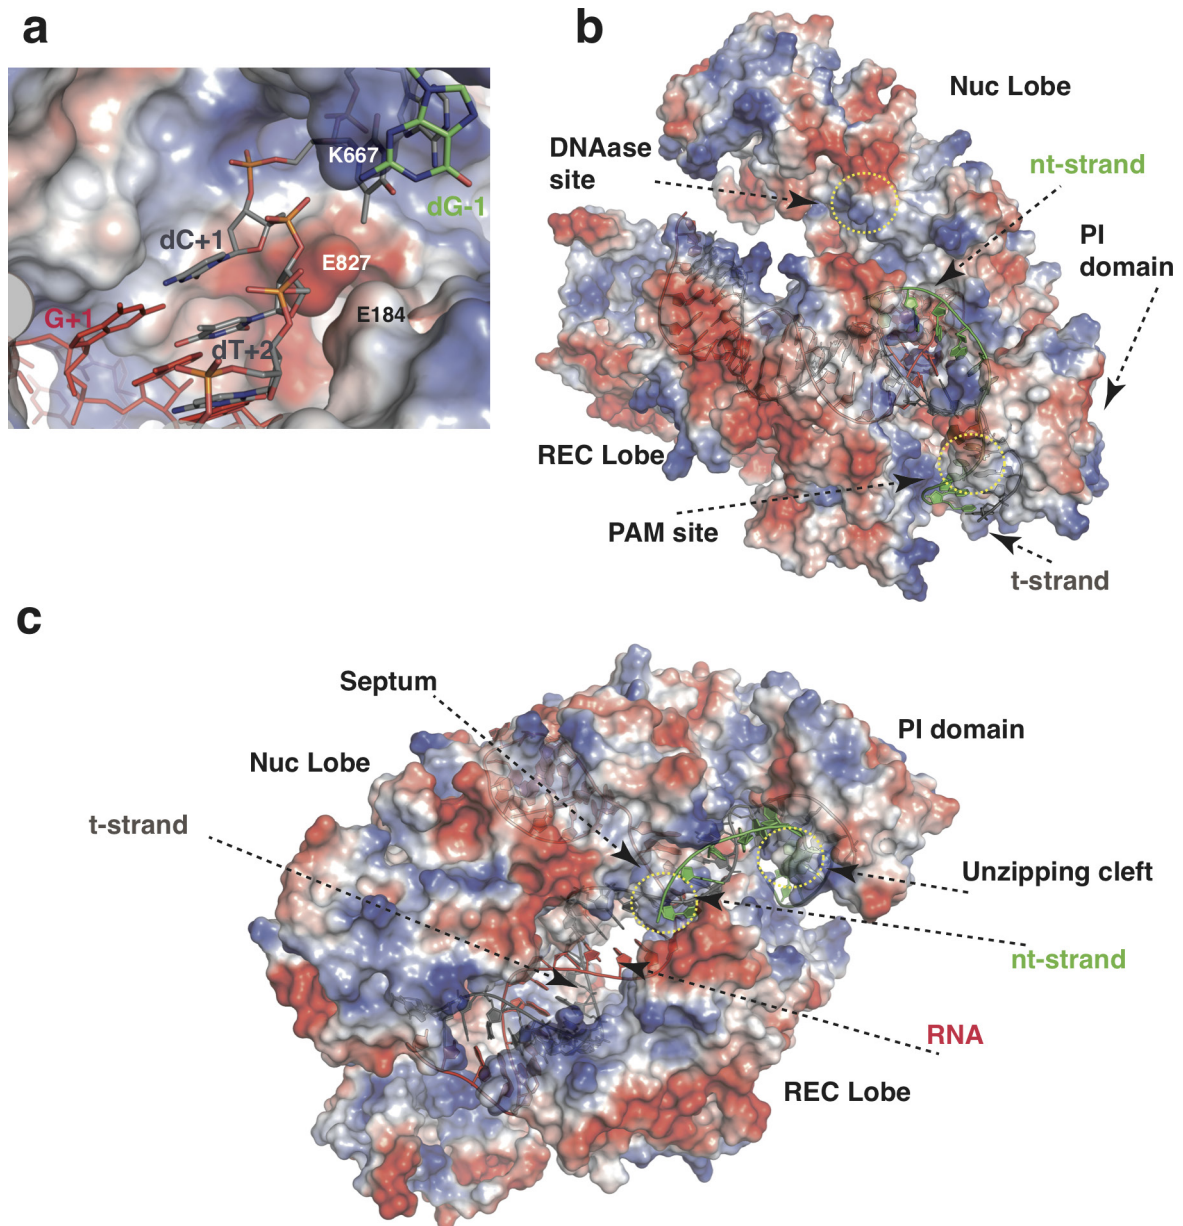 a
K667
dG-1
dC+1
E827
G+1
E184
dT+2
b
Nuc Lobe
DNAase
site
nt-strand
PI
domain
REC Lobe
PAM site
t-strand
c
Septum
PI domain
Nuc Lobe
t-strand
Unzipping cleft
nt-strand
RNA
REC Lobe